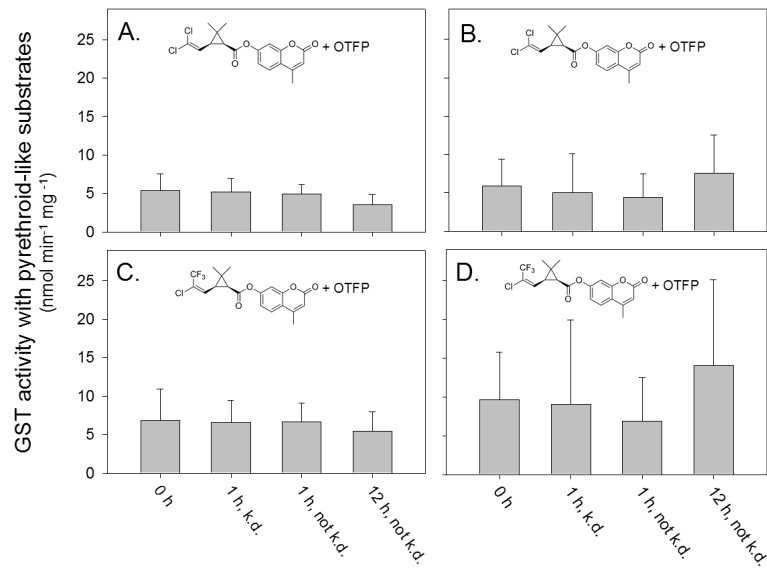 GST activity with pyrethroid-like substrates
(nmol min-1 mg -1)
A.
Cl
Cl
O
O
O
O
+ OTFP
B.
Cl
Cl
O
O
O
O
+ OTFP
25
20
15
10
5
0
C.
CF3
Cl
O
O
O
O
+ OTFP
D.
CF3
Cl
O
O
O
O
+ OTFP
25
20
15
10
5
0
0 h
1 h, k.d.
1 h, not k.d.
12 h, not k.d.
0 h
1 h, k.d.
1 h, not k.d.
12 h, not k.d.